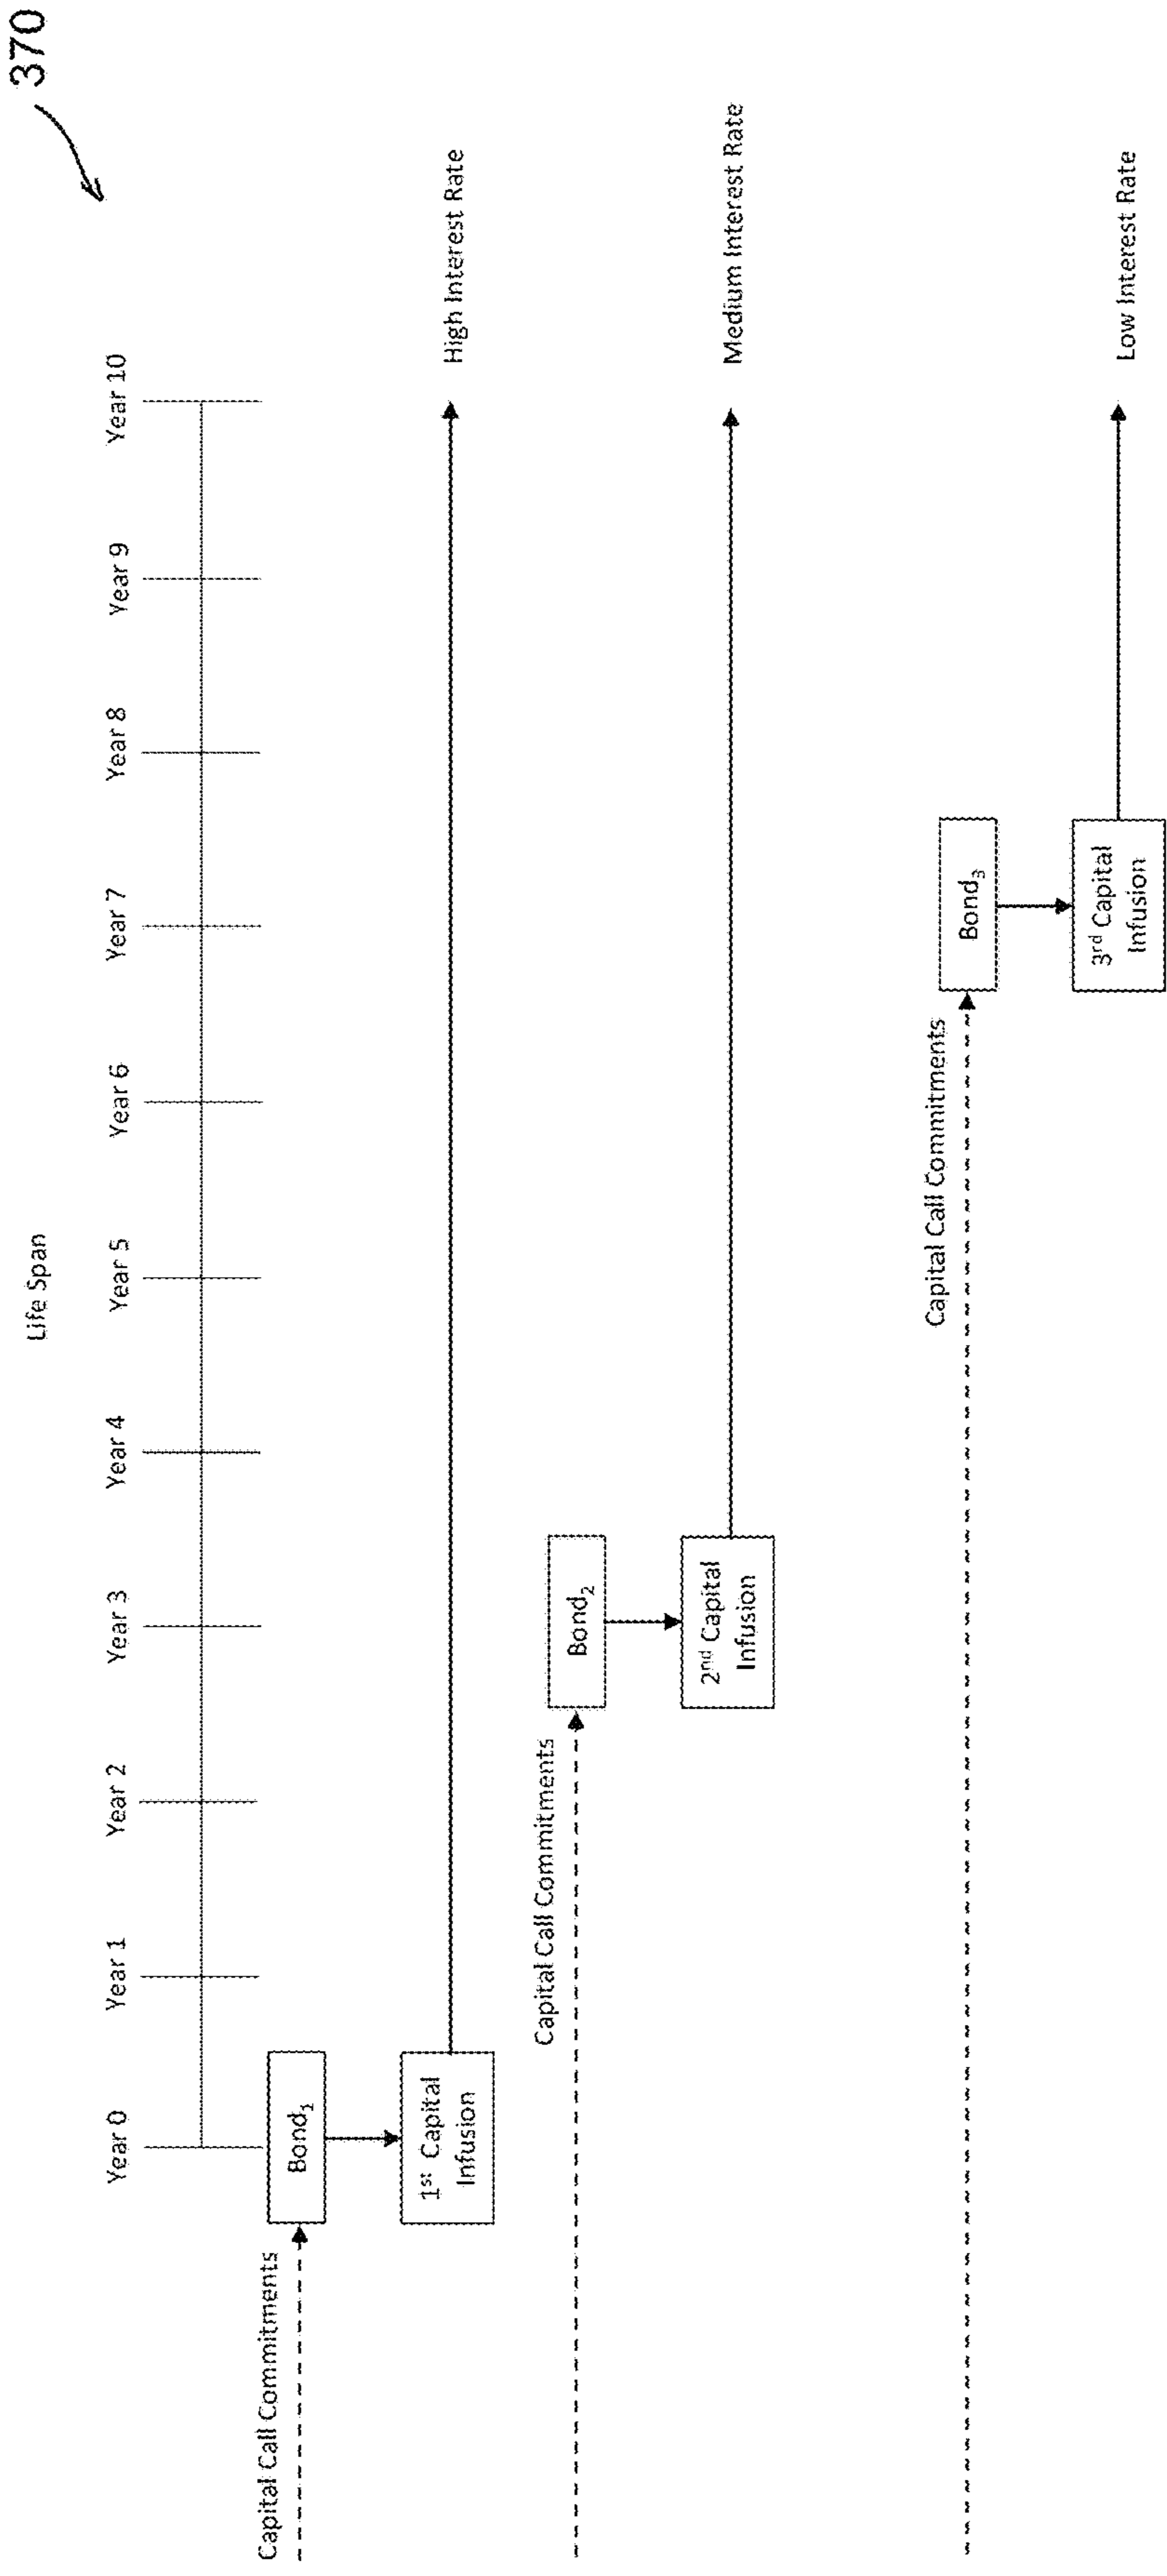 370
Life Span
Year 0 Year 1 Year 2 Year 3 Year 4 Year 5 Year 6 Year 7 Year 8 Year 9 Year 10
Capital Call Commitments
Bond₁
1st Capital
Infusion
High Interest Rate
Capital Call Commitments
Bond₂
2nd Capital
Infusion
Medium Interest Rate
Capital Call Commitments
Bond₃
3rd Capital
Infusion
Low Interest Rate